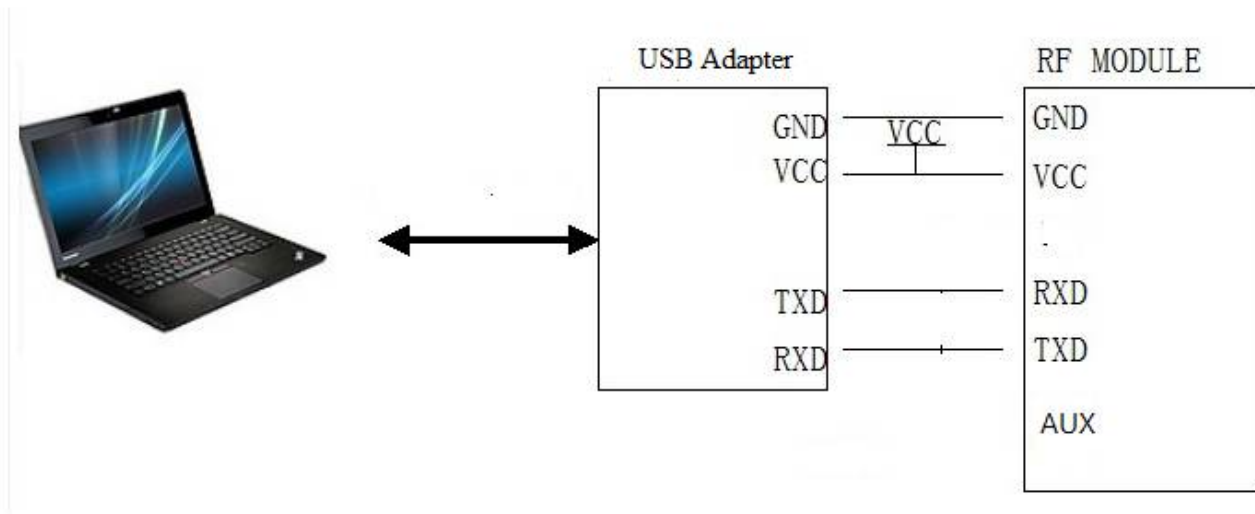 USB Adapter
RF MODULE
GND
VCC
GND
VCC
VCC
TXD
RXD
RXD
TXD
AUX